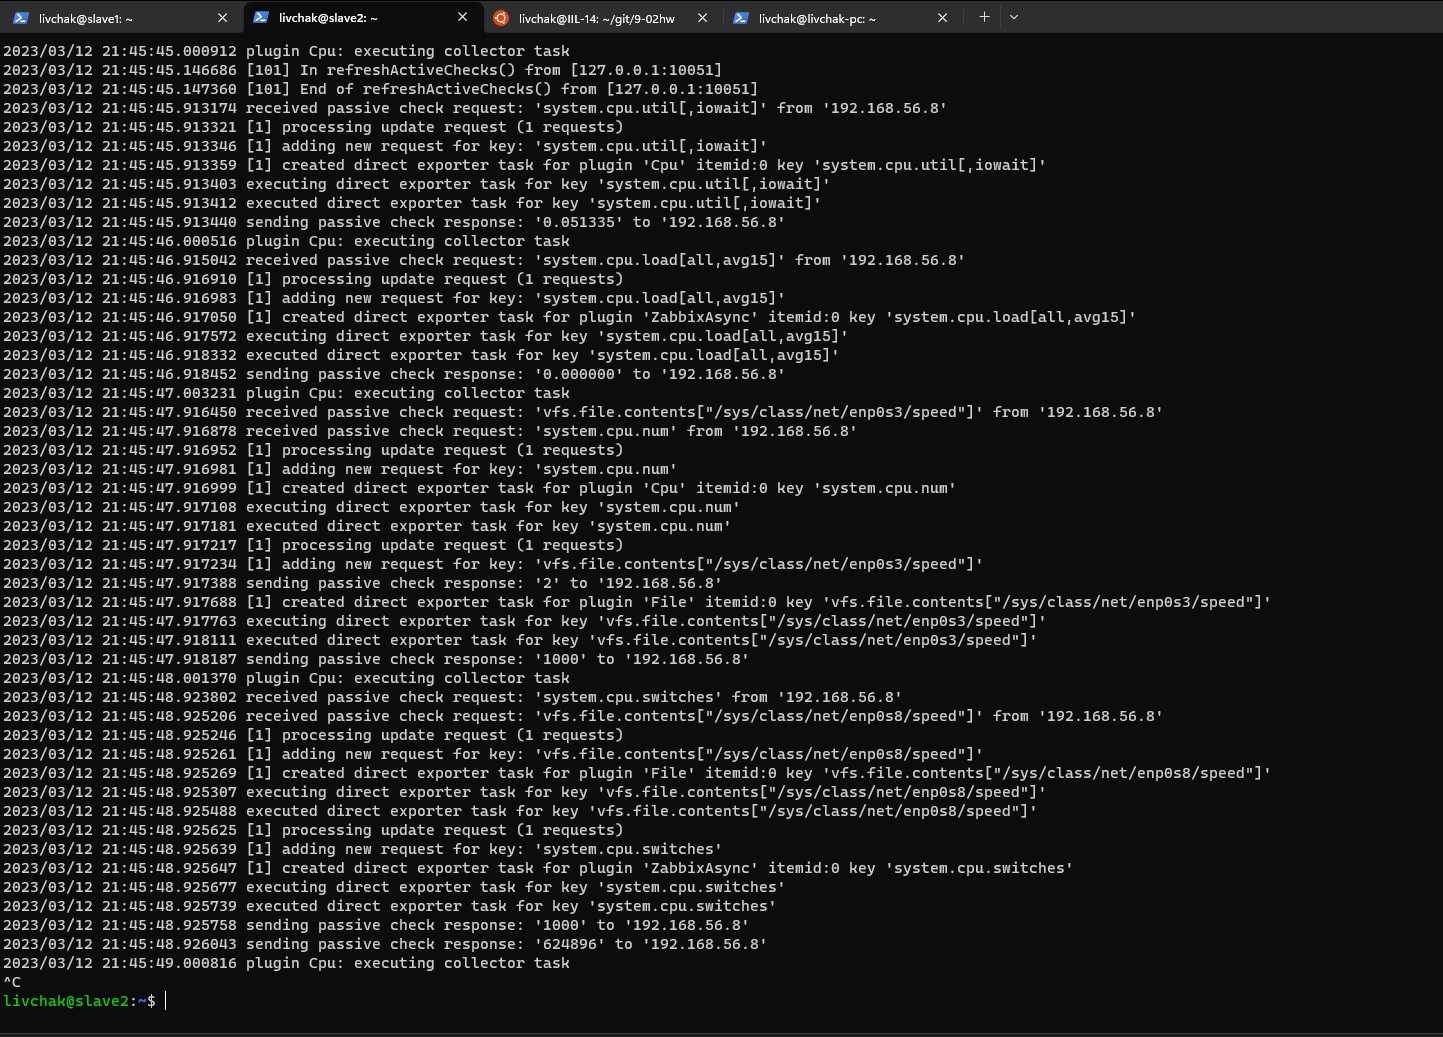 livchak@slave1: ~
livchak@slave2: ~
livchak@IIL-14: ~/git/9-02hw
livchak@livchak-pc: ~
2023/03/12 21:45:45.000912 plugin Cpu: executing collector task
2023/03/12 21:45:45.146686 [101] In refreshActiveChecks() from [127.0.0.1:10051]
2023/03/12 21:45:45.147360 [101] End of refreshActiveChecks() from [127.0.0.1:10051]
2023/03/12 21:45:45.913174 received passive check request: 'system.cpu.util[,iowait]' from '192.168.56.8'
2023/03/12 21:45:45.913321 [1] processing update request (1 requests)
2023/03/12 21:45:45.913346 [1] adding new request for key: 'system.cpu.util[,iowait]'
2023/03/12 21:45:45.913359 [1] created direct exporter task for plugin 'Cpu' itemid:0 key 'system.cpu.util[,iowait]'
2023/03/12 21:45:45.913403 executing direct exporter task for key 'system.cpu.util[,iowait]'
2023/03/12 21:45:45.913412 executed direct exporter task for key 'system.cpu.util[,iowait]'
2023/03/12 21:45:45.913440 sending passive check response: '0.051335' to '192.168.56.8'
2023/03/12 21:45:46.000516 plugin Cpu: executing collector task
2023/03/12 21:45:46.915042 received passive check request: 'system.cpu.load[all,avg15]' from '192.168.56.8'
2023/03/12 21:45:46.916910 [1] processing update request (1 requests)
2023/03/12 21:45:46.916983 [1] adding new request for key: 'system.cpu.load[all,avg15]'
2023/03/12 21:45:46.917050 [1] created direct exporter task for plugin 'ZabbixAsync' itemid:0 key 'system.cpu.load[all,avg15]'
2023/03/12 21:45:46.917572 executing direct exporter task for key 'system.cpu.load[all,avg15]'
2023/03/12 21:45:46.918332 executed direct exporter task for key 'system.cpu.load[all,avg15]'
2023/03/12 21:45:46.918452 sending passive check response: '0.000000' to '192.168.56.8'
2023/03/12 21:45:47.003231 plugin Cpu: executing collector task
2023/03/12 21:45:47.916450 received passive check request: 'vfs.file.contents["/sys/class/net/enp0s3/speed"]' from '192.168.56.8'
2023/03/12 21:45:47.916878 received passive check request: 'system.cpu.num' from '192.168.56.8'
2023/03/12 21:45:47.916952 [1] processing update request (1 requests)
2023/03/12 21:45:47.916981 [1] adding new request for key: 'system.cpu.num'
2023/03/12 21:45:47.916999 [1] created direct exporter task for plugin 'Cpu' itemid:0 key 'system.cpu.num'
2023/03/12 21:45:47.917108 executing direct exporter task for key 'system.cpu.num'
2023/03/12 21:45:47.917181 executed direct exporter task for key 'system.cpu.num'
2023/03/12 21:45:47.917217 [1] processing update request (1 requests)
2023/03/12 21:45:47.917234 [1] adding new request for key: 'vfs.file.contents["/sys/class/net/enp0s3/speed"]'
2023/03/12 21:45:47.917388 sending passive check response: '2' to '192.168.56.8'
2023/03/12 21:45:47.917688 [1] created direct exporter task for plugin 'File' itemid:0 key 'vfs.file.contents["/sys/class/net/enp0s3/speed"]'
2023/03/12 21:45:47.917763 executing direct exporter task for key 'vfs.file.contents["/sys/class/net/enp0s3/speed"]'
2023/03/12 21:45:47.918111 executed direct exporter task for key 'vfs.file.contents["/sys/class/net/enp0s3/speed"]'
2023/03/12 21:45:47.918187 sending passive check response: '1000' to '192.168.56.8'
2023/03/12 21:45:48.001370 plugin Cpu: executing collector task
2023/03/12 21:45:48.923802 received passive check request: 'system.cpu.switches' from '192.168.56.8'
2023/03/12 21:45:48.925206 received passive check request: 'vfs.file.contents["/sys/class/net/enp0s8/speed"]' from '192.168.56.8'
2023/03/12 21:45:48.925246 [1] processing update request (1 requests)
2023/03/12 21:45:48.925261 [1] adding new request for key: 'vfs.file.contents["/sys/class/net/enp0s8/speed"]'
2023/03/12 21:45:48.925269 [1] created direct exporter task for plugin 'File' itemid:0 key 'vfs.file.contents["/sys/class/net/enp0s8/speed"]'
2023/03/12 21:45:48.925307 executing direct exporter task for key 'vfs.file.contents["/sys/class/net/enp0s8/speed"]'
2023/03/12 21:45:48.925488 executed direct exporter task for key 'vfs.file.contents["/sys/class/net/enp0s8/speed"]'
2023/03/12 21:45:48.925625 [1] processing update request (1 requests)
2023/03/12 21:45:48.925639 [1] adding new request for key: 'system.cpu.switches'
2023/03/12 21:45:48.925647 [1] created direct exporter task for plugin 'ZabbixAsync' itemid:0 key 'system.cpu.switches'
2023/03/12 21:45:48.925677 executing direct exporter task for key 'system.cpu.switches'
2023/03/12 21:45:48.925739 executed direct exporter task for key 'system.cpu.switches'
2023/03/12 21:45:48.925758 sending passive check response: '1000' to '192.168.56.8'
2023/03/12 21:45:48.926043 sending passive check response: '624896' to '192.168.56.8'
2023/03/12 21:45:49.000816 plugin Cpu: executing collector task
^C
livchak@slave2:~$